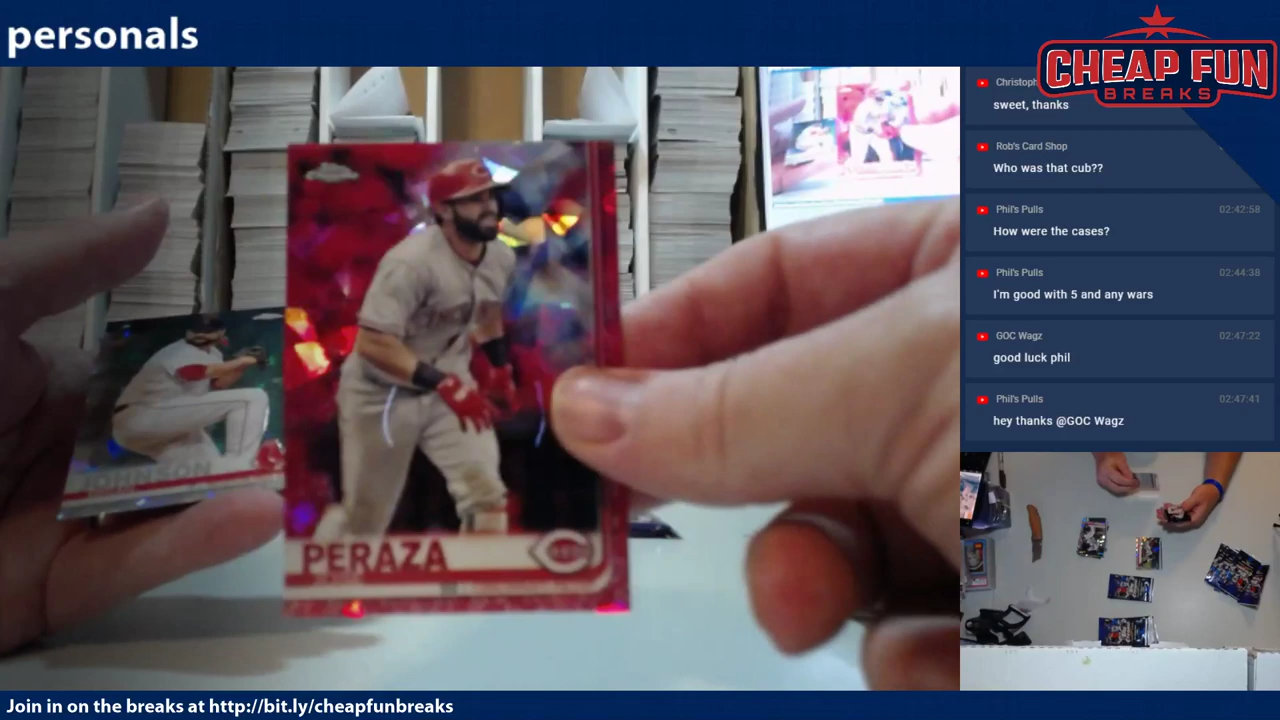 personals
CHEAP FUN
BREAKS
Christoph
sweet, thanks
Rob's Card Shop
Who was that cub??
Phil's Pulls 02:42:58
How were the cases?
Phil's Pulls 02:44:38
I'm good with 5 and any wars
GOC Wagz 02:47:22
good luck phil
Phil's Pulls 02:47:41
hey thanks @GOC Wagz
JOHNSON
PERAZA
Join in on the breaks at http://bit.ly/cheapfunbreaks